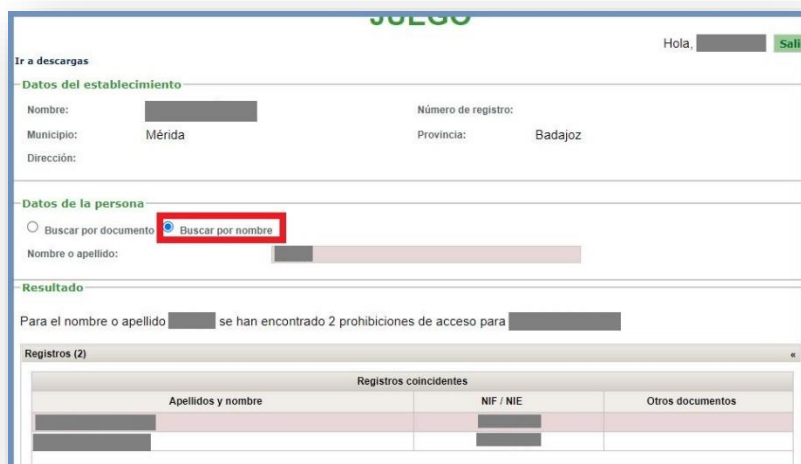 JUEGO
Hola,
Sali
Ir a descargas
Datos del establecimiento
Nombre:
Número de registro:
Municipio: Mérida
Provincia: Badajoz
Dirección:
Datos de la persona
Buscar por documento Buscar por nombre
Nombre o apellido:
Resultado
Para el nombre o apellido se han encontrado 2 prohibiciones de acceso para
Registros (2) «
Registros coincidentes
Apellidos y nombre NIF / NIE Otros documentos